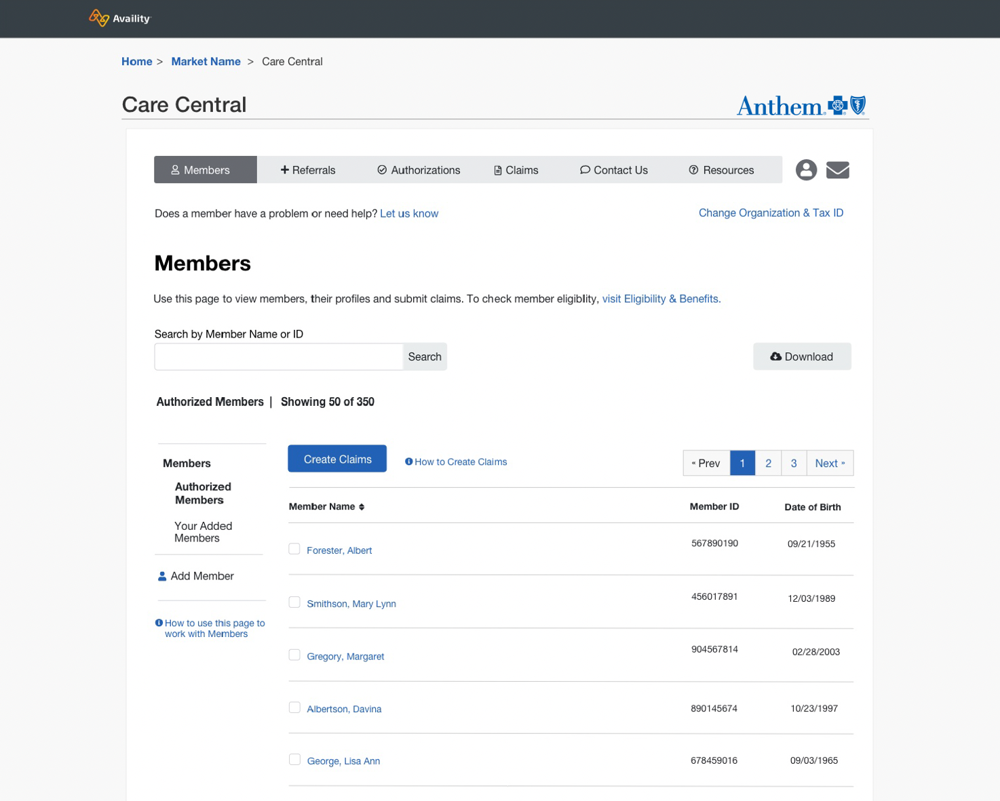 Availity
Home > Market Name > Care Central
Care Central
Anthem
Members Referrals Authorizations Claims Contact Us Resources
Does a member have a problem or need help? Let us know
Change Organization & Tax ID
Members
Use this page to view members, their profiles and submit claims. To check member eligiblity, visit Eligibility & Benefits.
Search by Member Name or ID
Search
Download
Authorized Members | Showing 50 of 350
Members
Authorized
Members
Your Added
Members
Add Member
How to use this page to
work with Members
Create Claims
How to Create Claims
« Prev 1 2 3 Next »
Member Name Member ID Date of Birth
Forester, Albert 567890190 09/21/1955
Smithson, Mary Lynn 456017891 12/03/1989
Gregory, Margaret 904567814 02/28/2003
Albertson, Davina 890145674 10/23/1997
George, Lisa Ann 678459016 09/03/1965